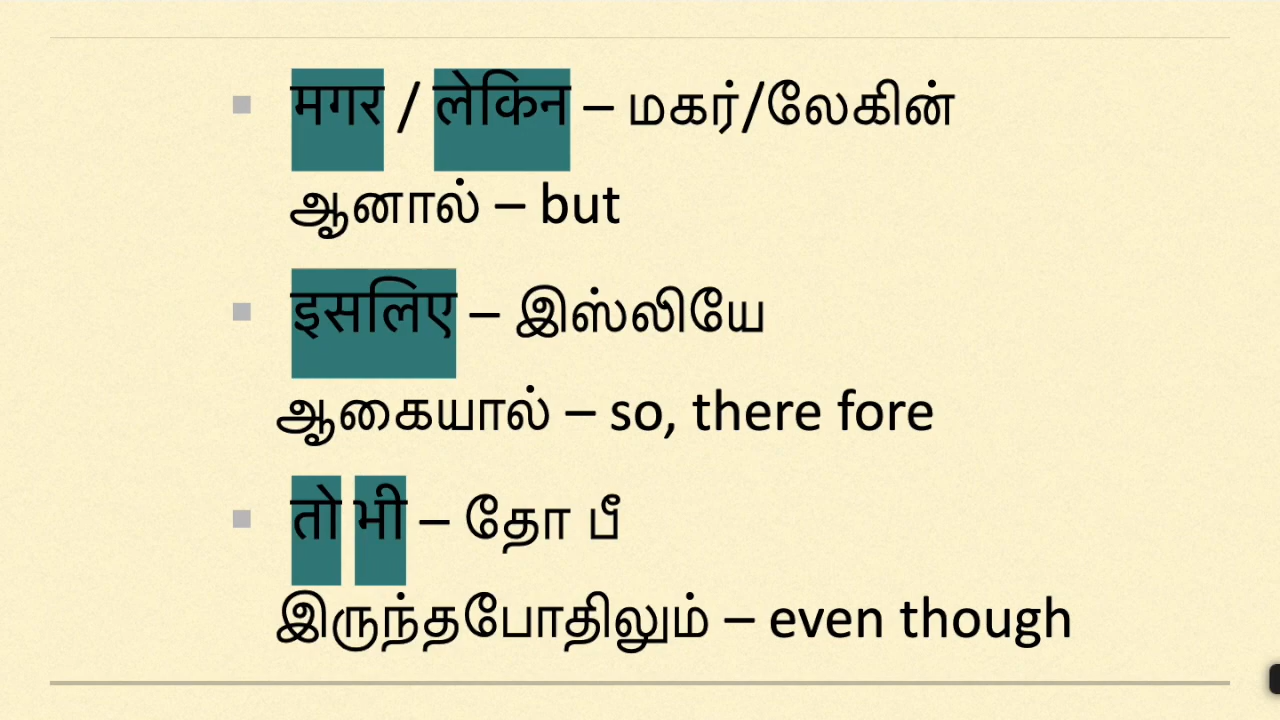 मगर / लेकिन – மகர்/லேகின்
ஆனால் – but
इसलिए – இஸ்லியே
ஆகையால் – so, there fore
तो भी – தோ பீ
இருந்தபோதிலும் – even though